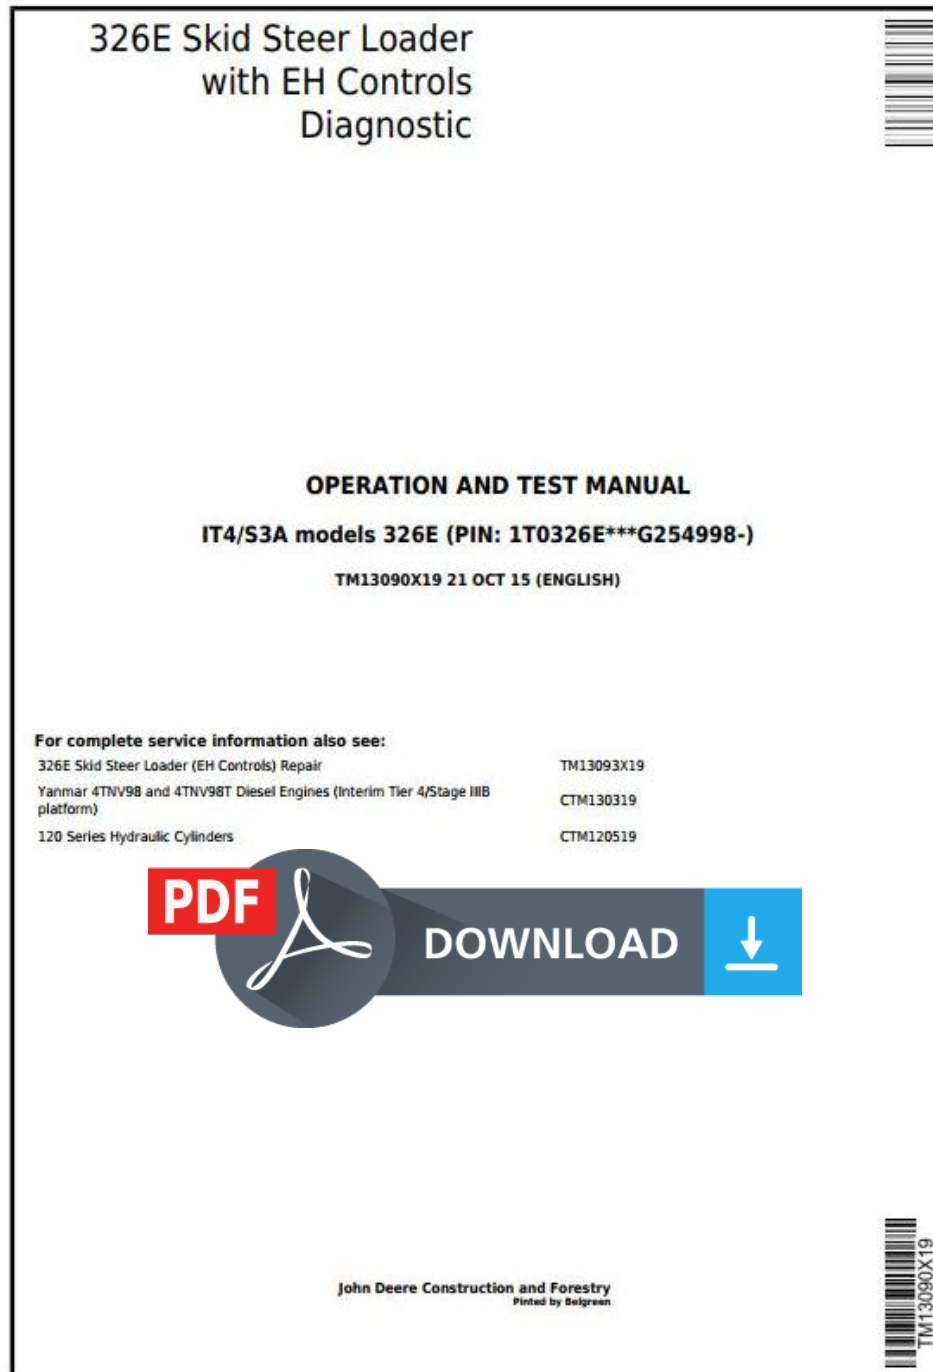 326E Skid Steer Loader
with EH Controls
Diagnostic
OPERATION AND TEST MANUAL
IT4/S3A models 326E (PIN: 1T0326E***G254998-)
TM13090X19 21 OCT 15 (ENGLISH)
For complete service information also see:
326E Skid Steer Loader (EH Controls) Repair TM13093X19
Yanmar 4TNV98 and 4TNV98T Diesel Engines (Interim Tier 4/Stage IIIB
platform) CTM130319
120 Series Hydraulic Cylinders CTM120519
PDF
DOWNLOAD
John Deere Construction and Forestry
Pinted by Belgreen
TM13090X19